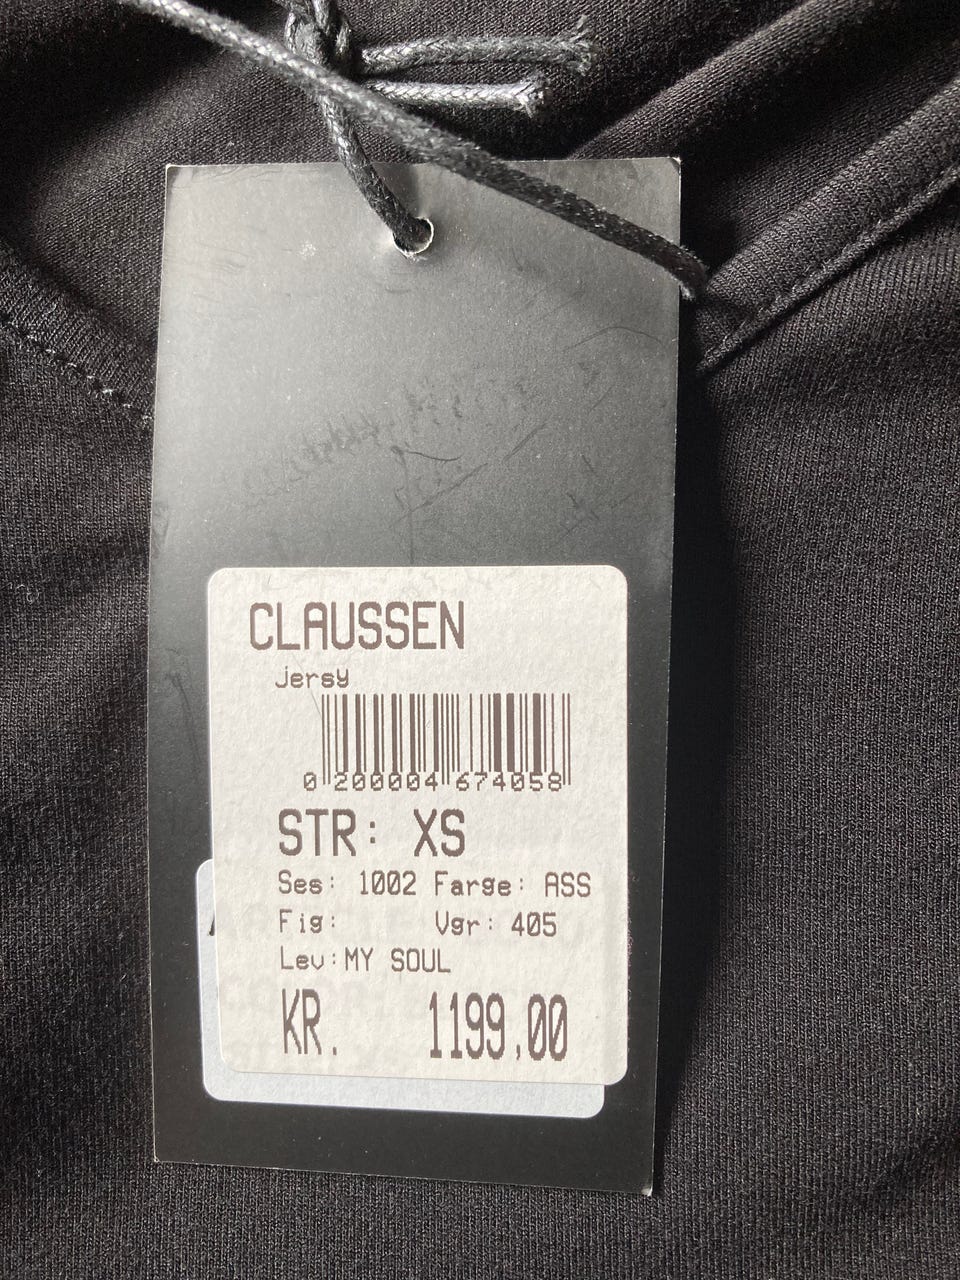 CLAUSSEN
jersy
0 200004 674058
STR: XS
Ses: 1002 Farge: ASS
Fig: Vgr: 405
Lev:MY SOUL
KR. 1199,00